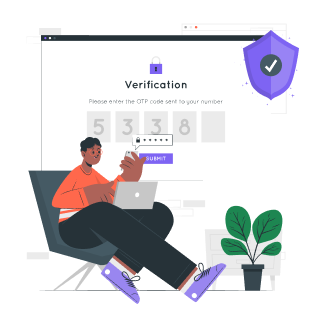 Verification
Please enter the OTP code sent to your number
5 3 3 8
******
SUBMIT